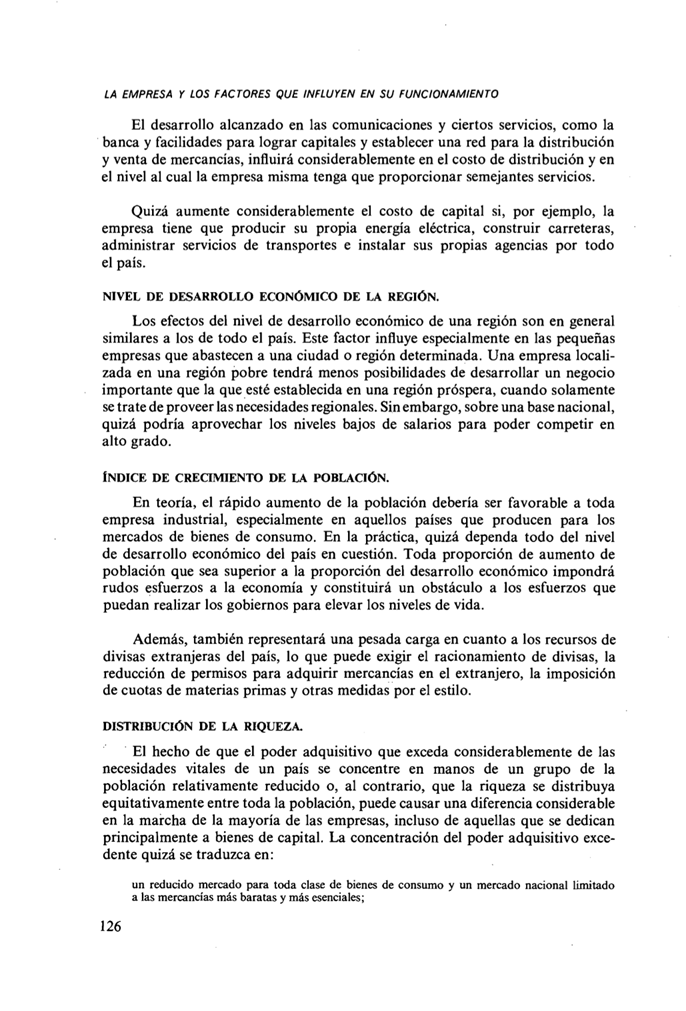 LA EMPRESA Y LOS FACTORES QUE INFLUYEN EN SU FUNCIONAMIENTO
El desarrollo alcanzado en las comunicaciones y ciertos servicios, como la
banca y facilidades para lograr capitales y establecer una red para la distribución
y venta de mercancías, influirá considerablemente en el costo de distribución y en
el nivel al cual la empresa misma tenga que proporcionar semejantes servicios.
Quizá aumente considerablemente el costo de capital si, por ejemplo, la
empresa tiene que producir su propia energía eléctrica, construir carreteras,
administrar servicios de transportes e instalar sus propias agencias por todo
el país.
NIVEL DE DESARROLLO ECONÓMICO DE LA REGIÓN.
Los efectos del nivel de desarrollo económico de una región son en general
similares a los de todo el país. Este factor influye especialmente en las pequeñas
empresas que abastecen a una ciudad o región determinada. Una empresa locali-
zada en una región pobre tendrá menos posibilidades de desarrollar un negocio
importante que la que esté establecida en una región próspera, cuando solamente
se trate de proveer las necesidades regionales. Sin embargo, sobre una base nacional,
quizá podría aprovechar los niveles bajos de salarios para poder competir en
alto grado.
ÍNDICE DE CRECIMIENTO DE LA POBLACIÓN.
En teoría, el rápido aumento de la población debería ser favorable a toda
empresa industrial, especialmente en aquellos países que producen para los
mercados de bienes de consumo. En la práctica, quizá dependa todo del nivel
de desarrollo económico del país en cuestión. Toda proporción de aumento de
población que sea superior a la proporción del desarrollo económico impondrá
rudos esfuerzos a la economía y constituirá un obstáculo a los esfuerzos que
puedan realizar los gobiernos para elevar los niveles de vida.
Además, también representará una pesada carga en cuanto a los recursos de
divisas extranjeras del país, lo que puede exigir el racionamiento de divisas, la
reducción de permisos para adquirir mercancías en el extranjero, la imposición
de cuotas de materias primas y otras medidas por el estilo.
DISTRIBUCIÓN DE LA RIQUEZA.
El hecho de que el poder adquisitivo que exceda considerablemente de las
necesidades vitales de un país se concentre en manos de un grupo de la
población relativamente reducido o, al contrario, que la riqueza se distribuya
equitativamente entre toda la población, puede causar una diferencia considerable
en la marcha de la mayoría de las empresas, incluso de aquellas que se dedican
principalmente a bienes de capital. La concentración del poder adquisitivo exce-
dente quizá se traduzca en:
un reducido mercado para toda clase de bienes de consumo y un mercado nacional limitado
a las mercancías más baratas y más esenciales;
126